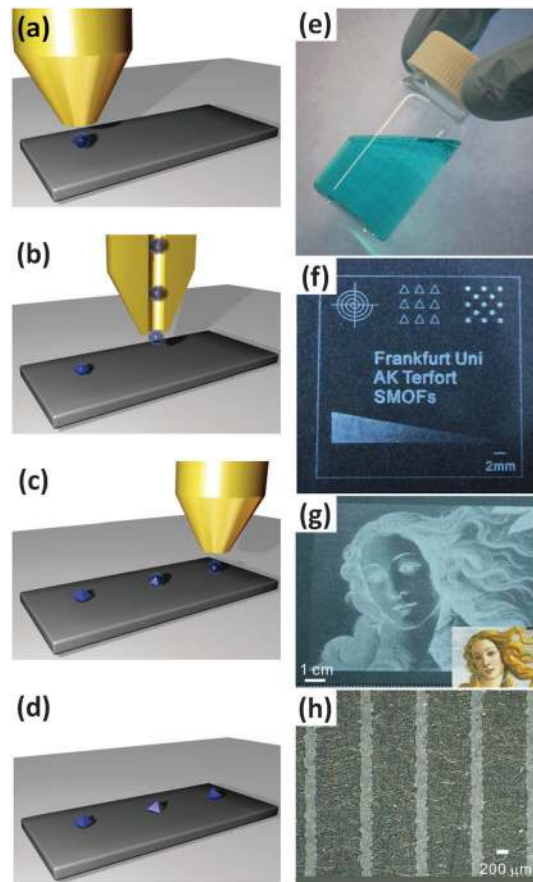 (a)
(b)
(c)
(d)
(e)
(f)
Frankfurt Uni
AK Terfort
SMOFs
2mm
(g)
1 cm
(h)
200 μm